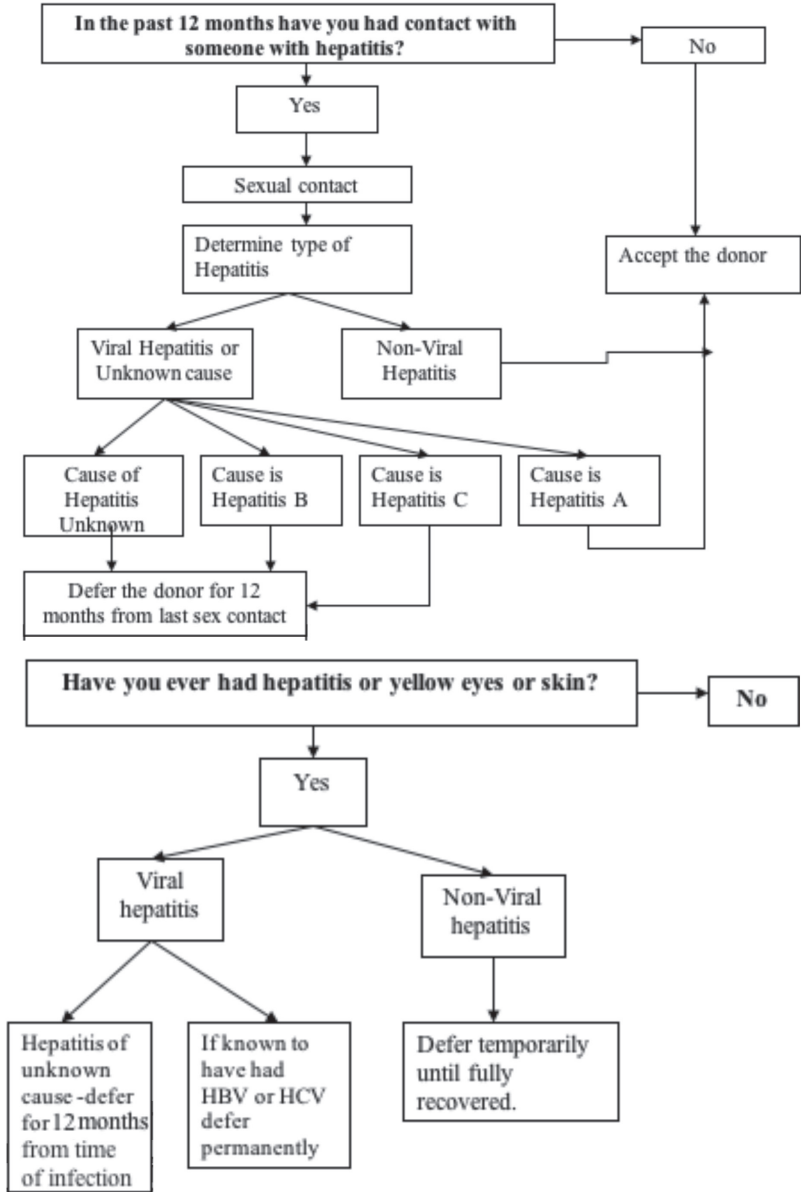 In the past 12 months have you had contact with
someone with hepatitis?
No
Yes
Sexual contact
Determine type of
Hepatitis
Accept the donor
Viral Hepatitis or
Unknown cause
Non-Viral
Hepatitis
Cause of
Hepatitis
Unknown
Cause is
Hepatitis B
Cause is
Hepatitis C
Cause is
Hepatitis A
Defer the donor for 12
months from last sex contact
Have you ever had hepatitis or yellow eyes or skin?
No
Yes
Viral
hepatitis
Non-Viral
hepatitis
Hepatitis of
unknown
cause -defer
for 12 months
from time
of infection
If known to
have had
HBV or HCV
defer
permanently
Defer temporarily
until fully
recovered.